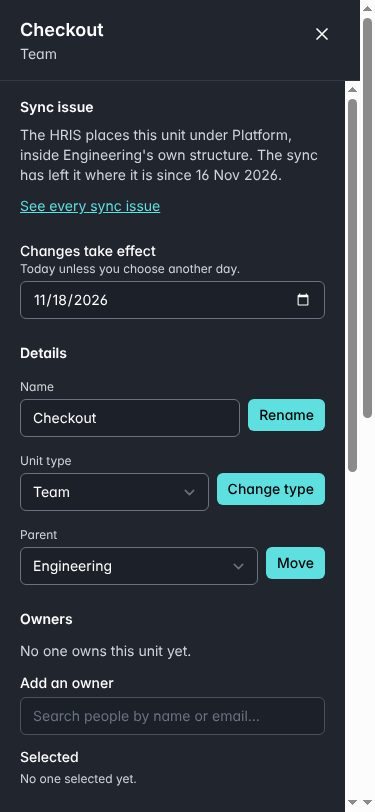 Checkout
Team
Sync issue
The HRIS places this unit under Platform,
inside Engineering's own structure. The sync
has left it where it is since 16 Nov 2026.
See every sync issue
Changes take effect
Today unless you choose another day.
11/18/2026
Details
Name
Checkout
Rename
Unit type
Team
Change type
Parent
Engineering
Move
Owners
No one owns this unit yet.
Add an owner
Search people by name or email...
Selected
No one selected yet.